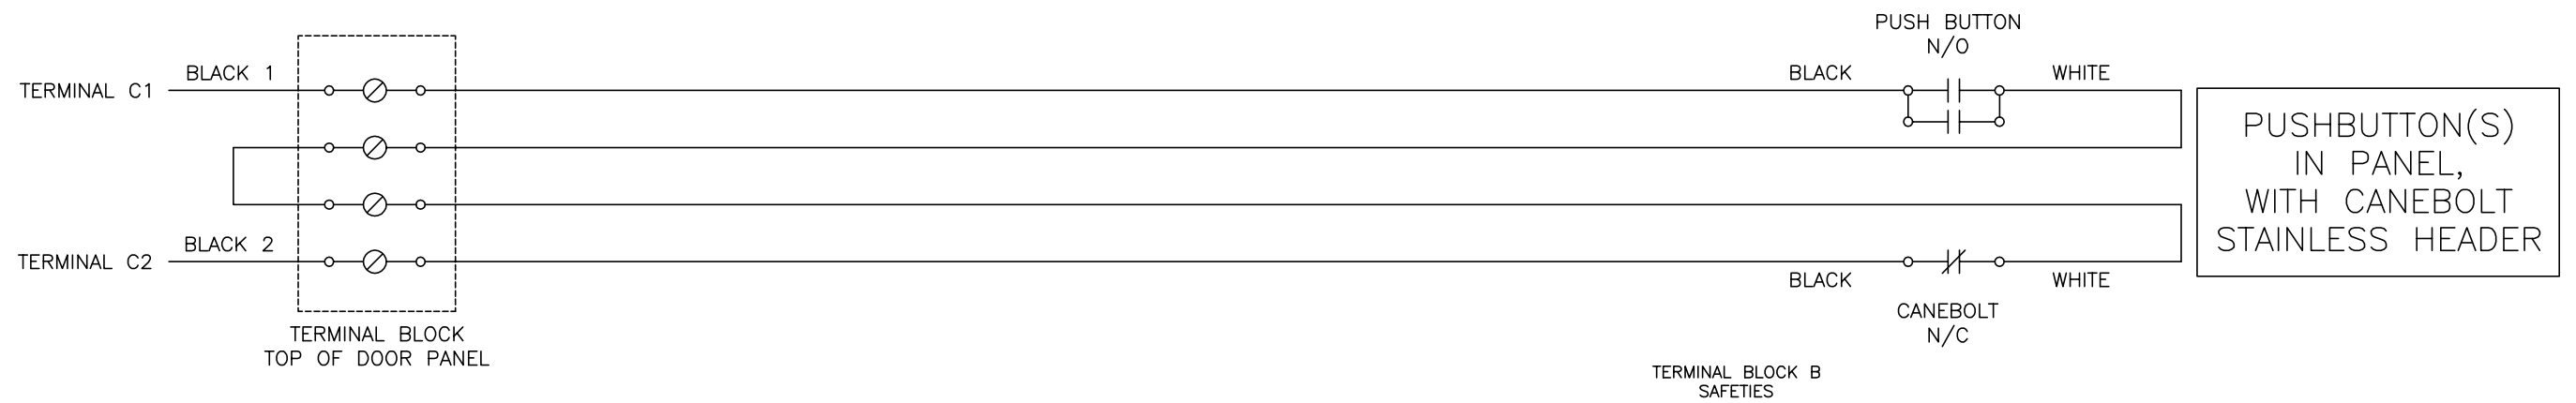 PUSH BUTTON
N/O
TERMINAL C1
BLACK 1
BLACK
WHITE
PUSHBUTTON(S)
IN PANEL,
WITH CANEBOLT
STAINLESS HEADER
TERMINAL C2
BLACK 2
BLACK
WHITE
CANEBOLT
N/C
TERMINAL BLOCK
TOP OF DOOR PANEL
TERMINAL BLOCK B
SAFETIES